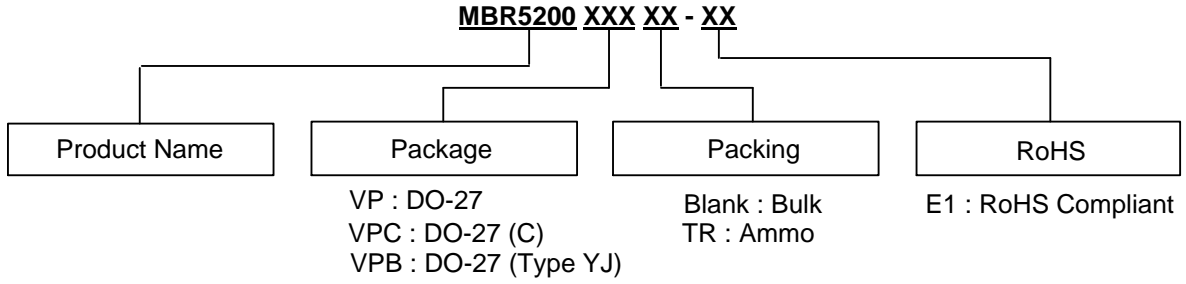 MBR5200 XXX XX - XX
Product Name
Package
Packing
RoHS
VP : DO-27
VPC : DO-27 (C)
VPB : DO-27 (Type YJ)
Blank : Bulk
TR : Ammo
E1 : RoHS Compliant